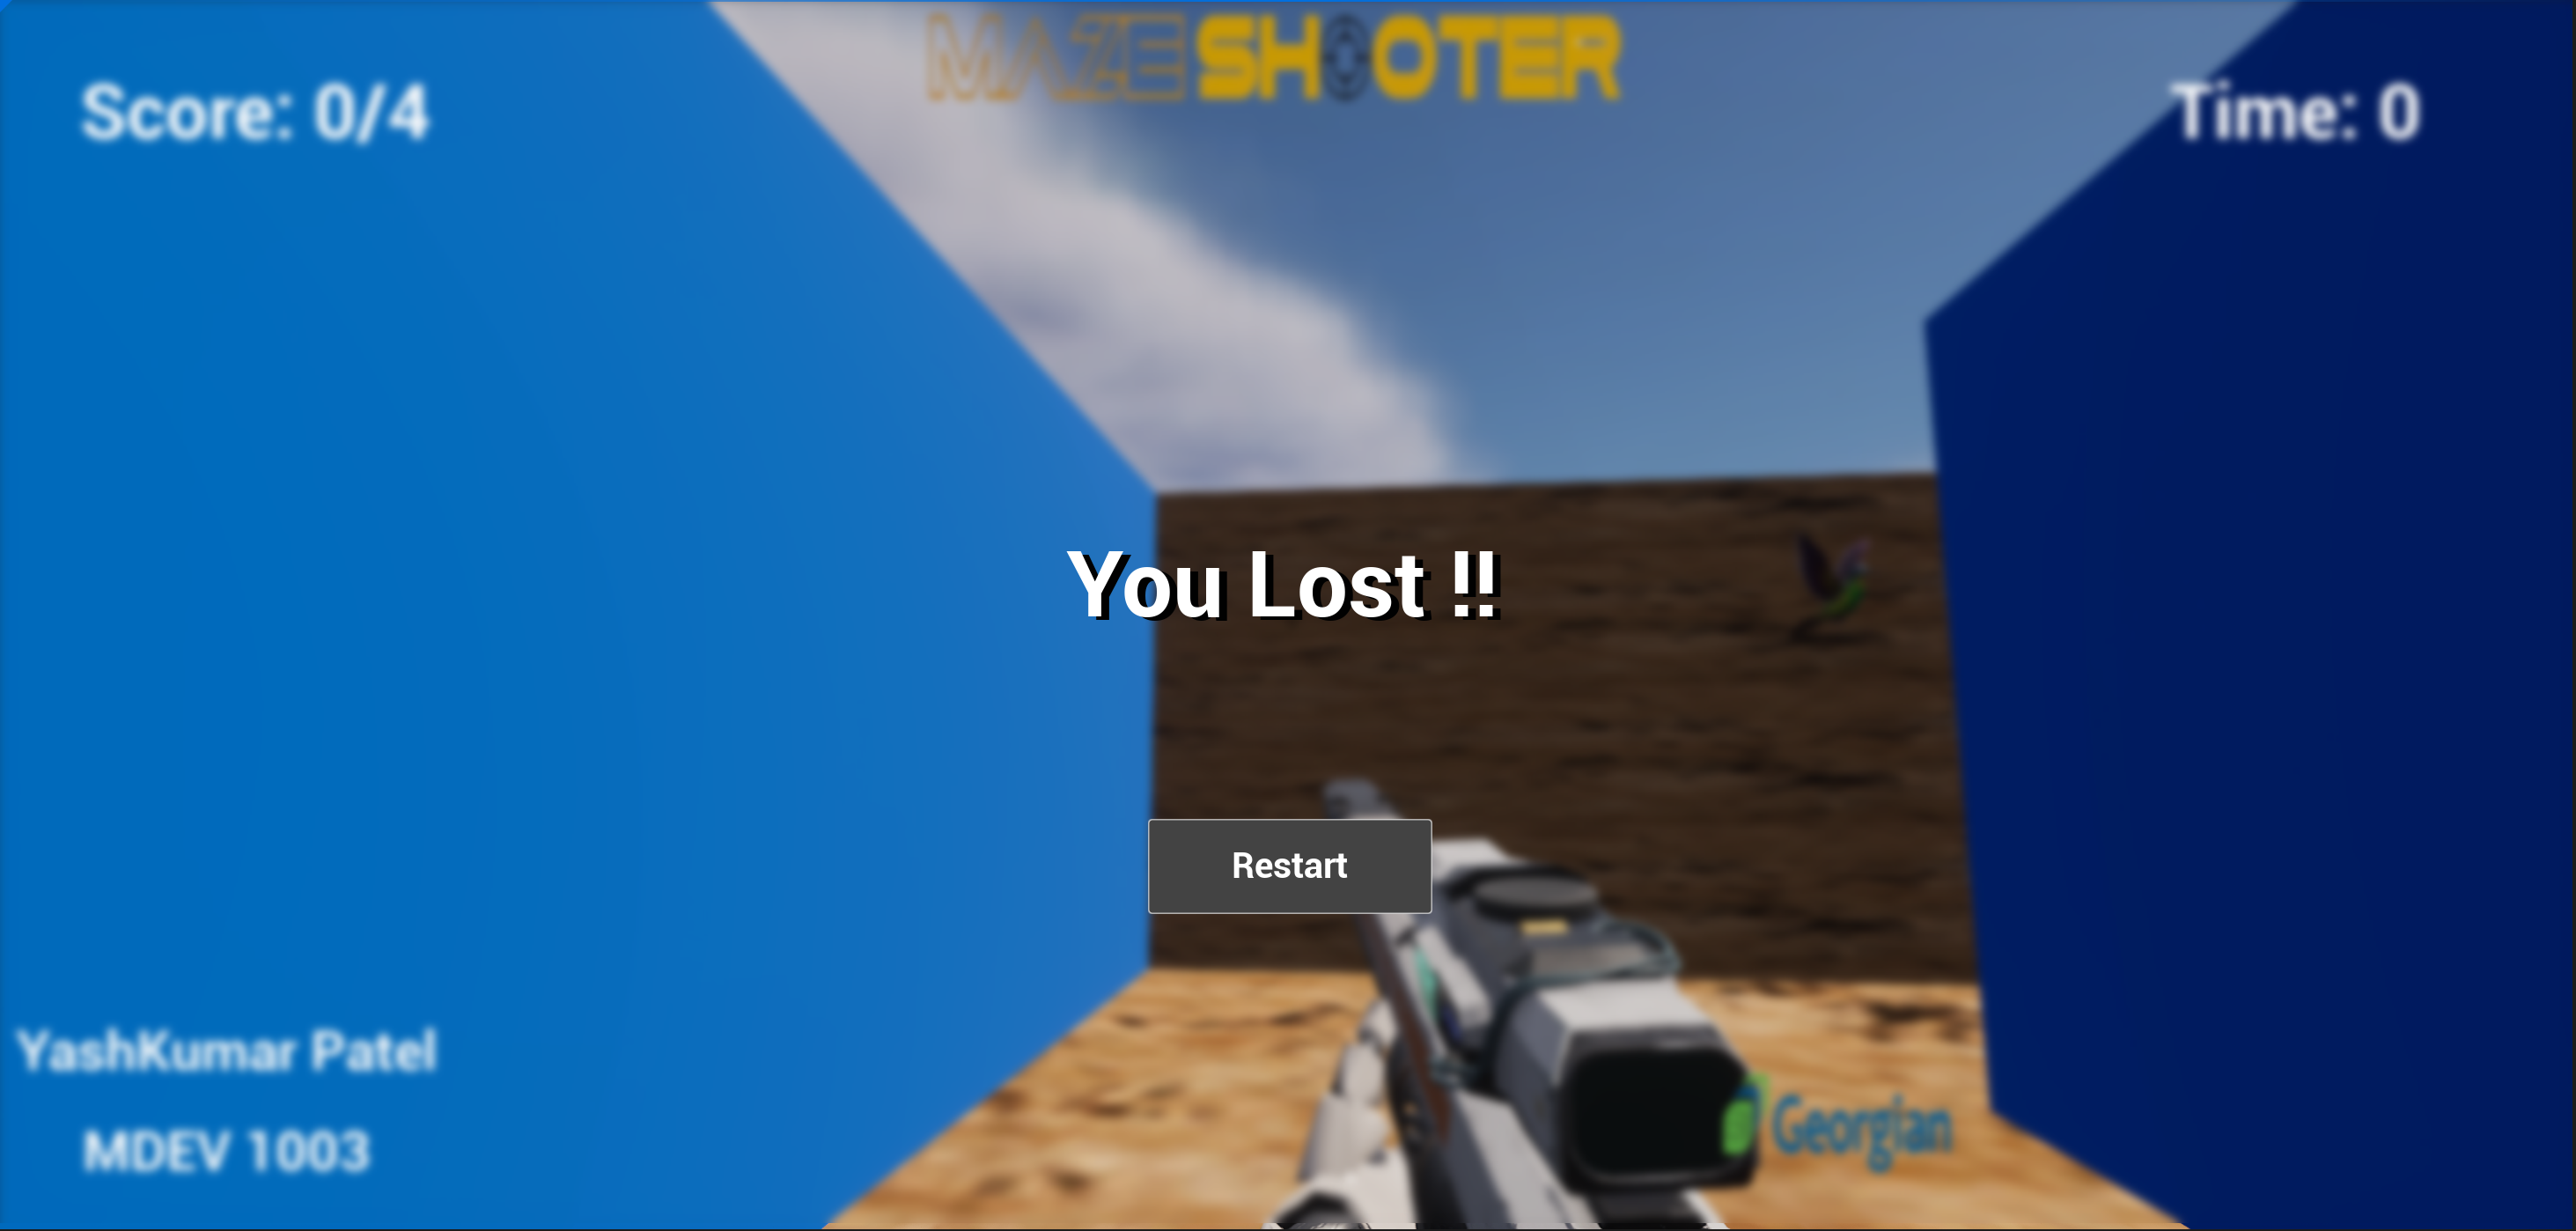 MAZE SHOOTER
Score: 0/4
Time: 0
You Lost !!
Restart
YashKumar Patel
MDEV 1003
Georgian